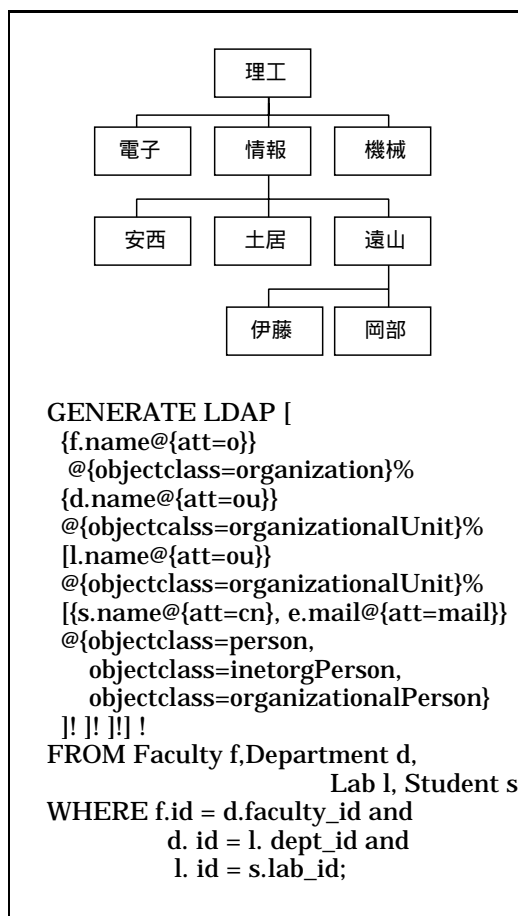 理工
電子 情報 機械
安西 土居 遠山
伊藤 岡部
GENERATE LDAP [
{f.name@{att=o}}
@{objectclass=organization}%
{d.name@{att=ou}}
@{objectcalss=organizationalUnit}%
[l.name@{att=ou}}
@{objectclass=organizationalUnit}%
[{s.name@{att=cn}, e.mail@{att=mail}}
@{objectclass=person,
objectclass=inetorgPerson,
objectclass=organizationalPerson}
]! ]! ]!] !
FROM Faculty f,Department d,
Lab l, Student s
WHERE f.id = d.faculty_id and
d. id = l. dept_id and
l. id = s.lab_id;